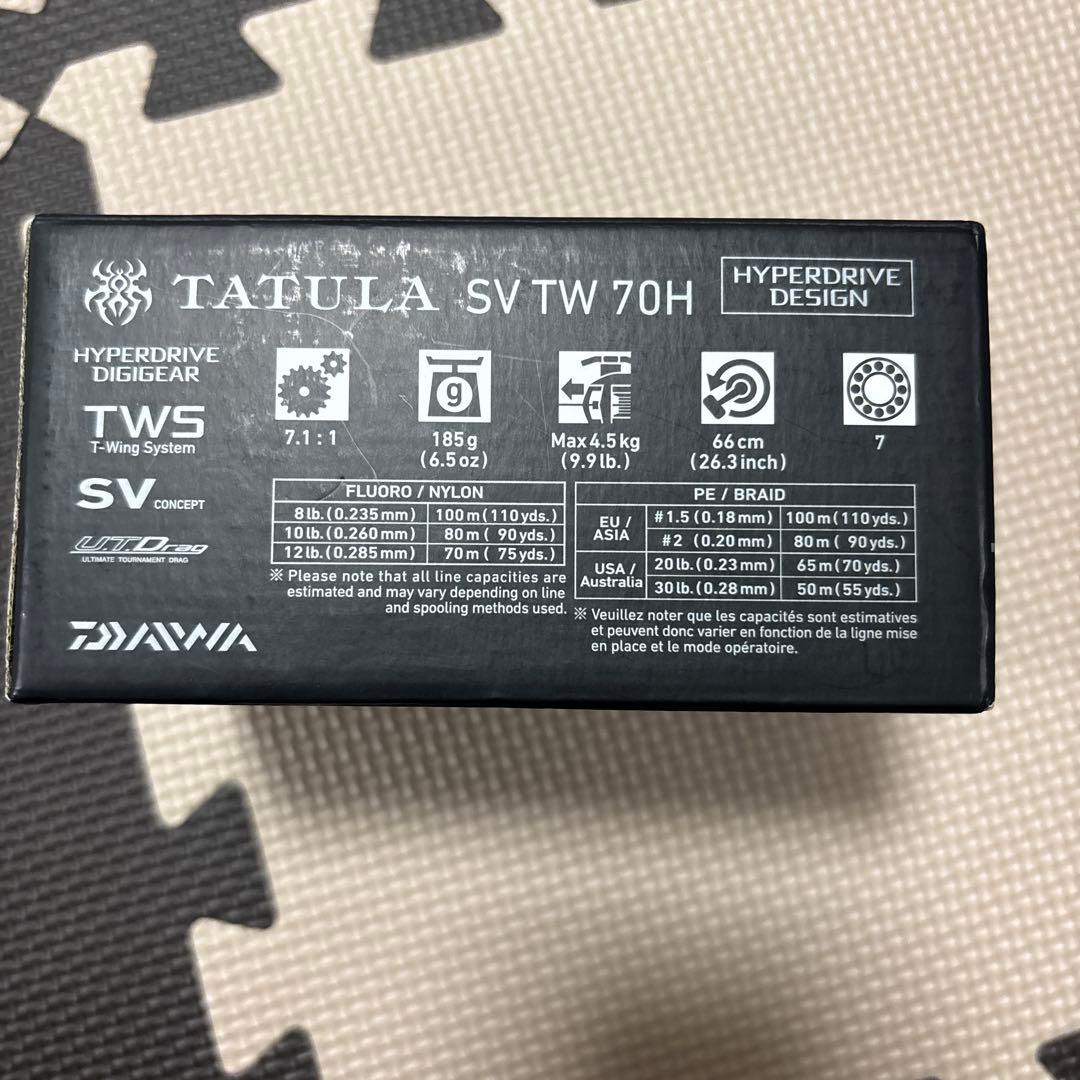 TATULA SV TW 70H
HYPERDRIVE
DESIGN
HYPERDRIVE
DIGIGEAR
TWS
T-Wing System
SV CONCEPT
U.T.Drag
ULTIMATE TOURNAMENT DRAG
DAIWA
7.1 : 1
g
185g
(6.5oz)
Max 4.5kg
(9.9lb.)
66cm
(26.3inch)
7
FLUORO / NYLON
8lb.(0.235mm) 100m(110yds.)
10lb.(0.260mm) 80m( 90yds.)
12lb.(0.285mm) 70m( 75yds.)
※ Please note that all line capacities are
estimated and may vary depending on line
and spooling methods used.
PE / BRAID
EU /
ASIA
#1.5(0.18mm) 100m(110yds.)
#2 (0.20mm) 80m( 90yds.)
USA /
Australia
20lb.(0.23mm) 65m(70yds.)
30lb.(0.28mm) 50m(55yds.)
※ Veuillez noter que les capacités sont estimatives
et peuvent donc varier en fonction de la ligne mise
en place et le mode opératoire.